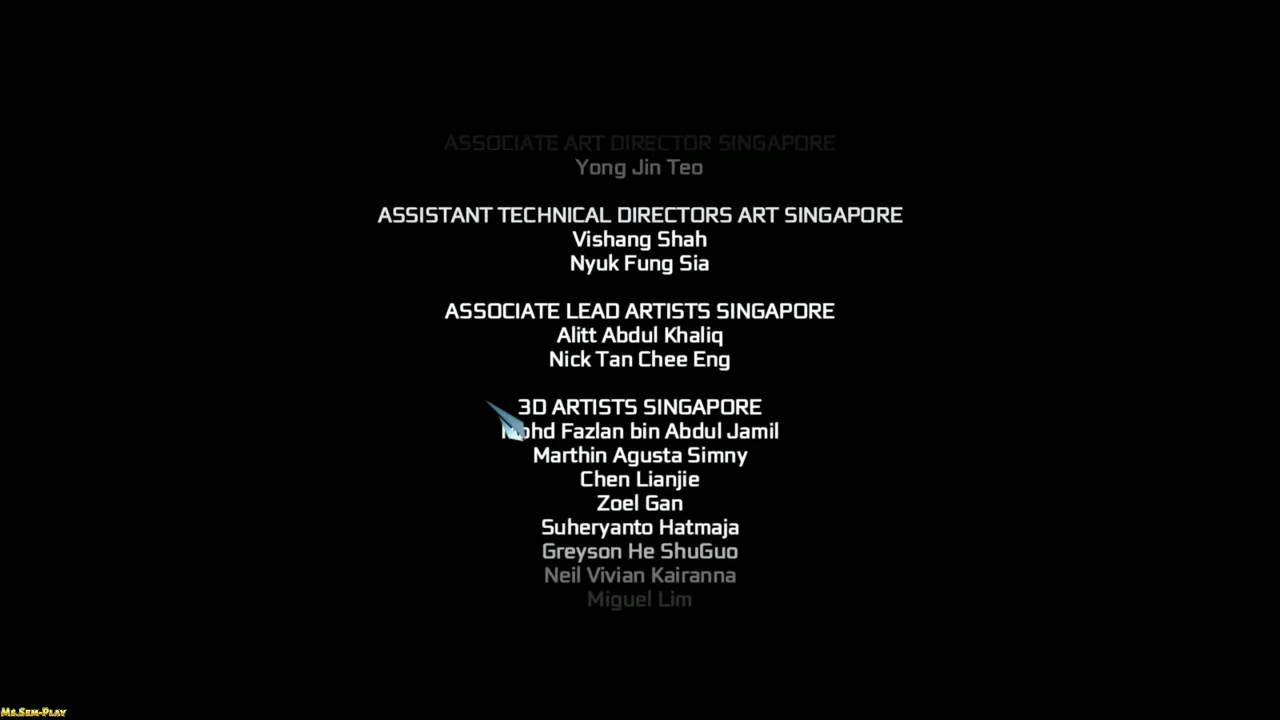 ASSOCIATE ART DIRECTOR SINGAPORE
Yong Jin Teo
ASSISTANT TECHNICAL DIRECTORS ART SINGAPORE
Vishang Shah
Nyuk Fung Sia
ASSOCIATE LEAD ARTISTS SINGAPORE
Alitt Abdul Khaliq
Nick Tan Chee Eng
3D ARTISTS SINGAPORE
Mohd Fazlan bin Abdul Jamil
Marthin Agusta Simny
Chen Lianjie
Zoel Gan
Suheryanto Hatmaja
Greyson He ShuGuo
Neil Vivian Kairanna
Miguel Lim
Ms.Sem-Play